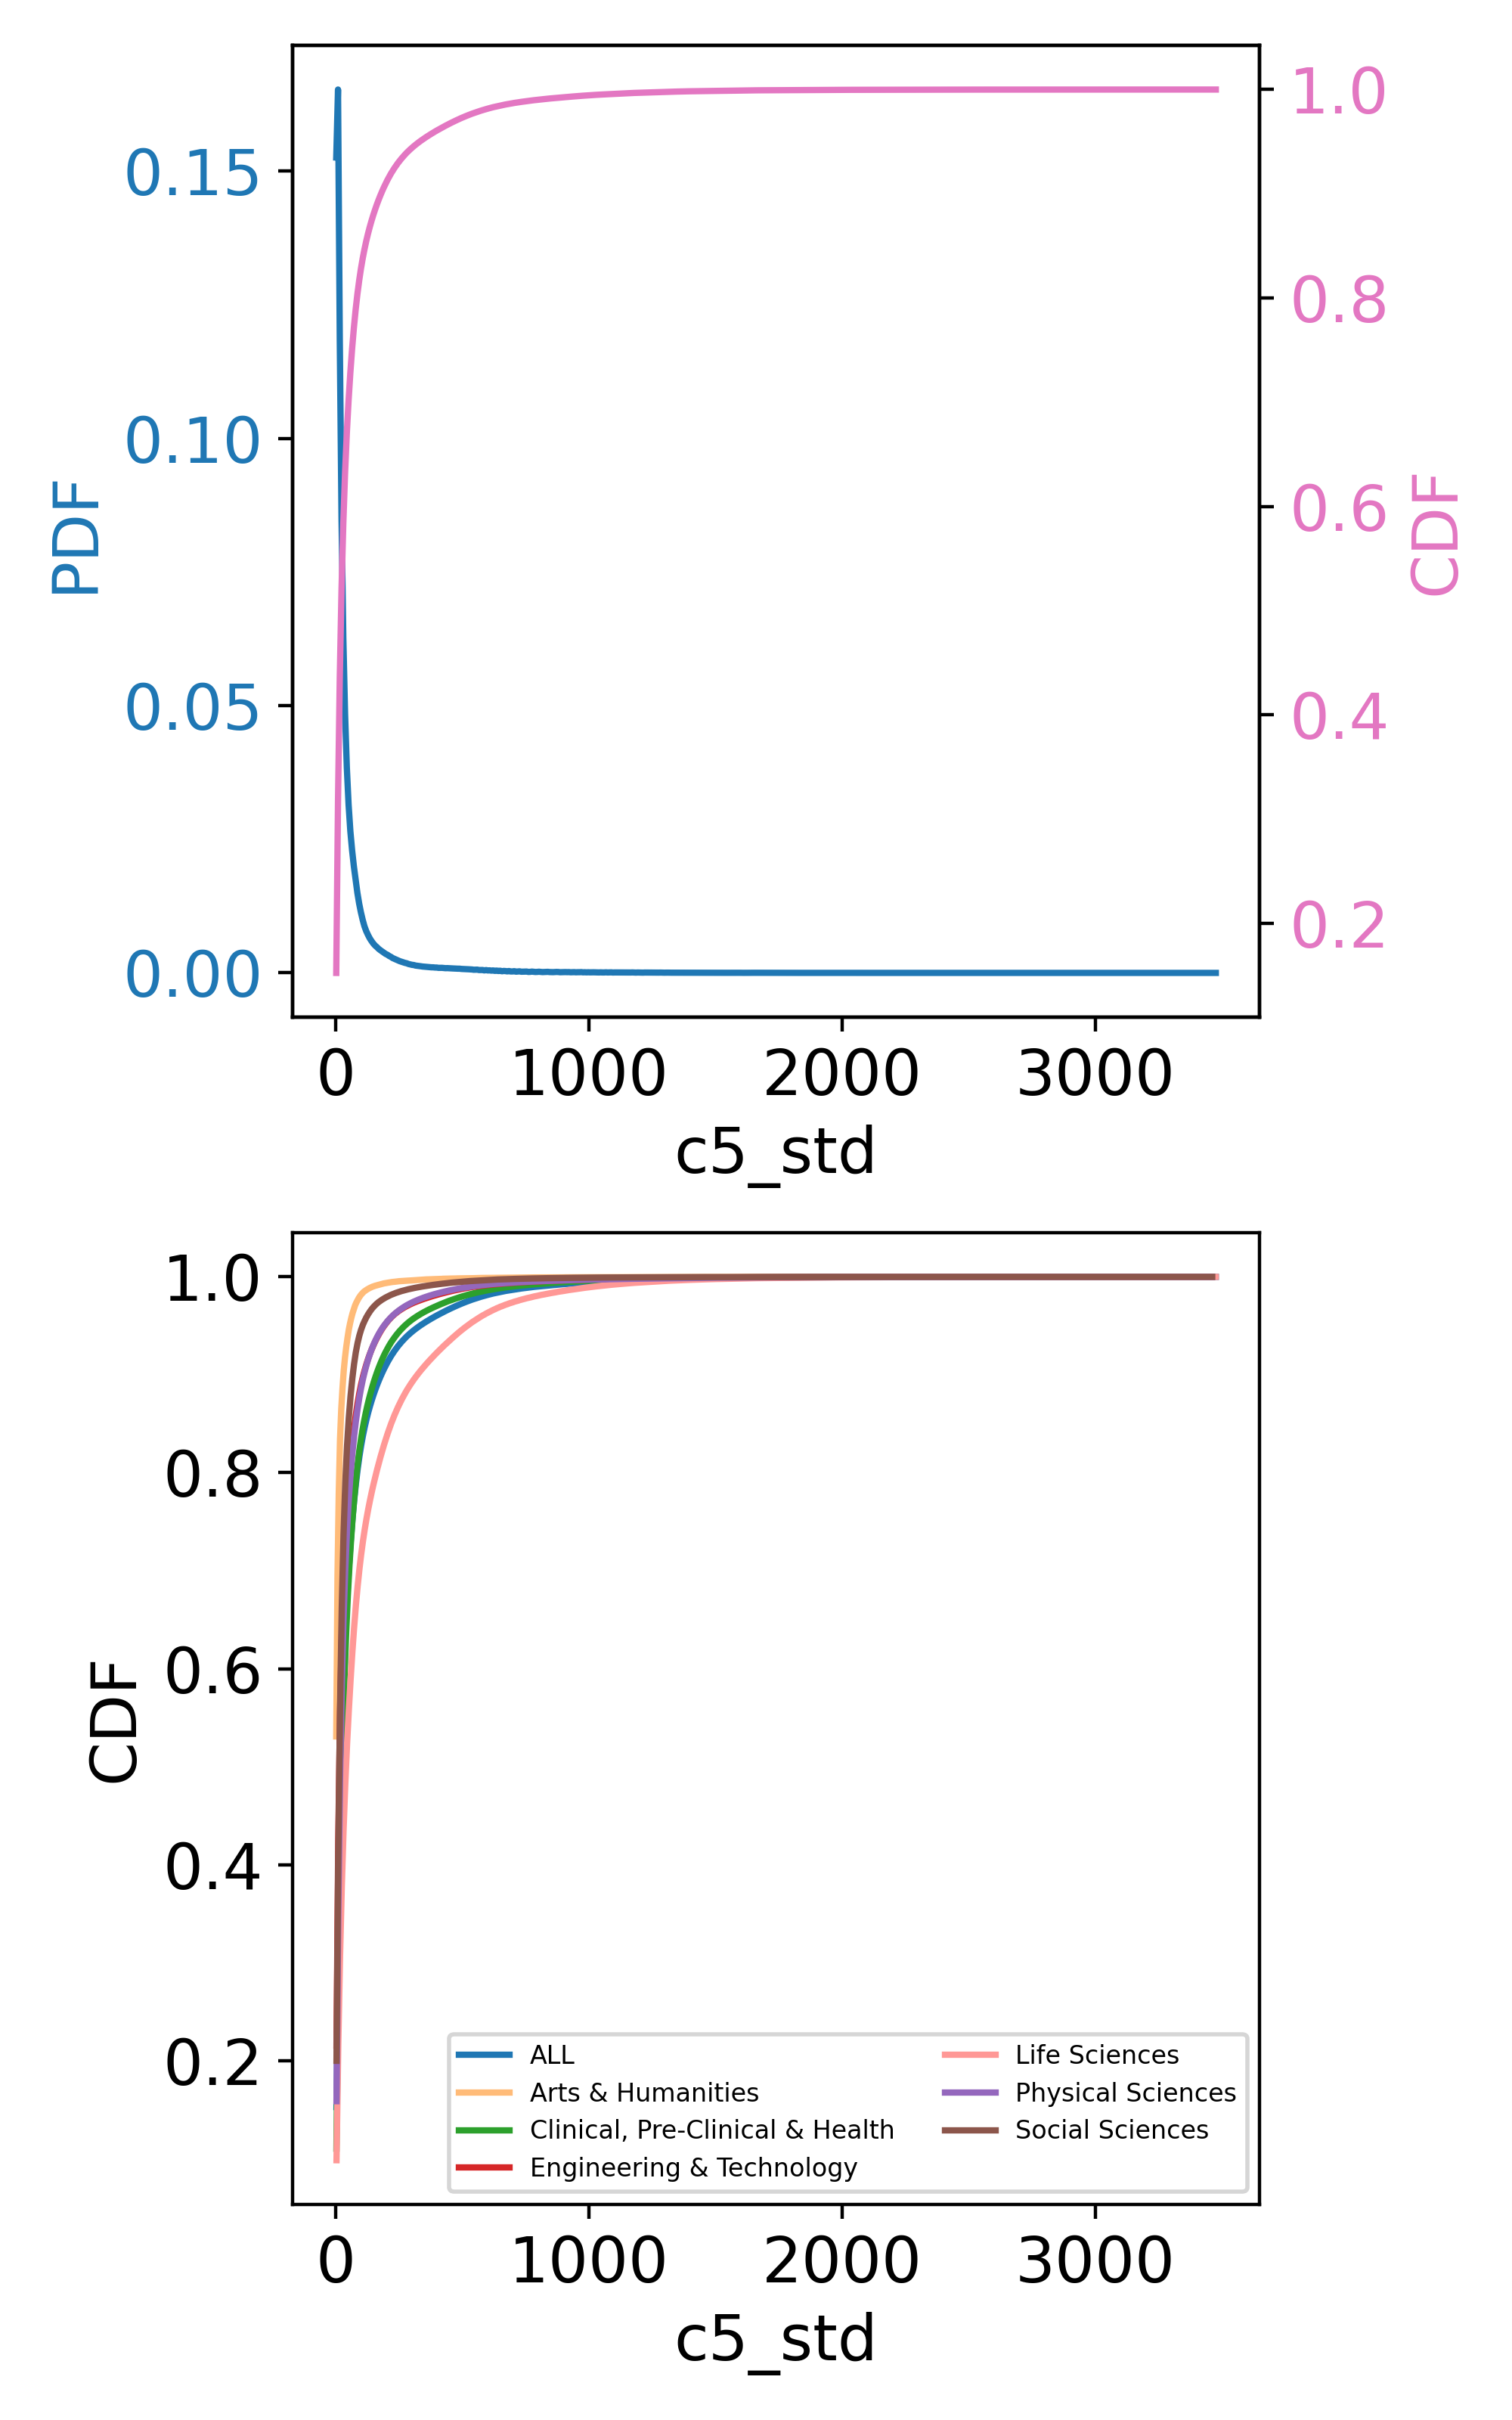 PDF
0.15
0.10
0.05
0.00
1.0
0.8
0.6
0.4
0.2
CDF
0 1000 2000 3000
c5_std
CDF
1.0
0.8
0.6
0.4
0.2
ALL
Arts & Humanities
Clinical, Pre-Clinical & Health
Engineering & Technology
Life Sciences
Physical Sciences
Social Sciences
0 1000 2000 3000
c5_std